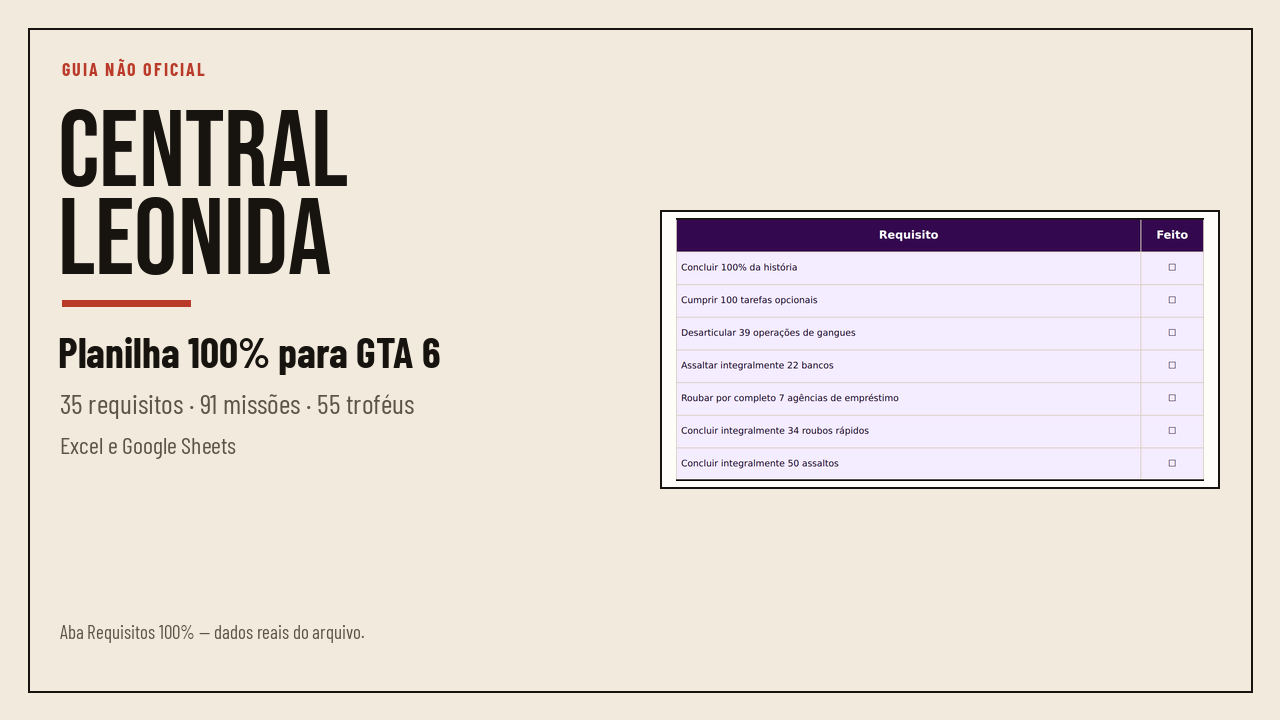 GUIA NÃO OFICIAL
CENTRAL
LEONIDA
Planilha 100% para GTA 6
35 requisitos · 91 missões · 55 troféus
Excel e Google Sheets
Requisito Feito
Concluir 100% da história ☐
Cumprir 100 tarefas opcionais ☐
Desarticular 39 operações de gangues ☐
Assaltar integralmente 22 bancos ☐
Roubar por completo 7 agências de empréstimo ☐
Concluir integralmente 34 roubos rápidos ☐
Concluir integralmente 50 assaltos ☐
Aba Requisitos 100% — dados reais do arquivo.